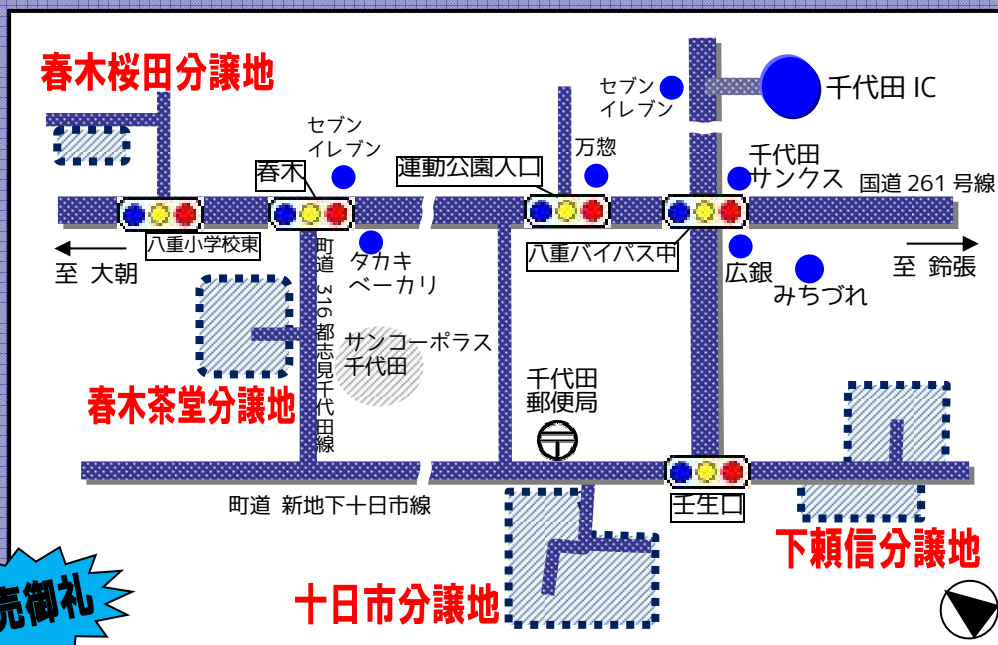 春木桜田分譲地
セブン
イレブン
千代田 IC
セブン
イレブン
春木
運動公園入口
万惣
千代田
サンクス
国道 261 号線
八重小学校東
至 大朝
町道 316 都志見千代田線
タカキ
ベーカリ
八重バイパス中
広銀
みちづれ
至 鈴張
サンコーポラス
千代田
春木茶堂分譲地
千代田
郵便局
町道 新地下十日市線
壬生口
下頼信分譲地
十日市分譲地
売御礼